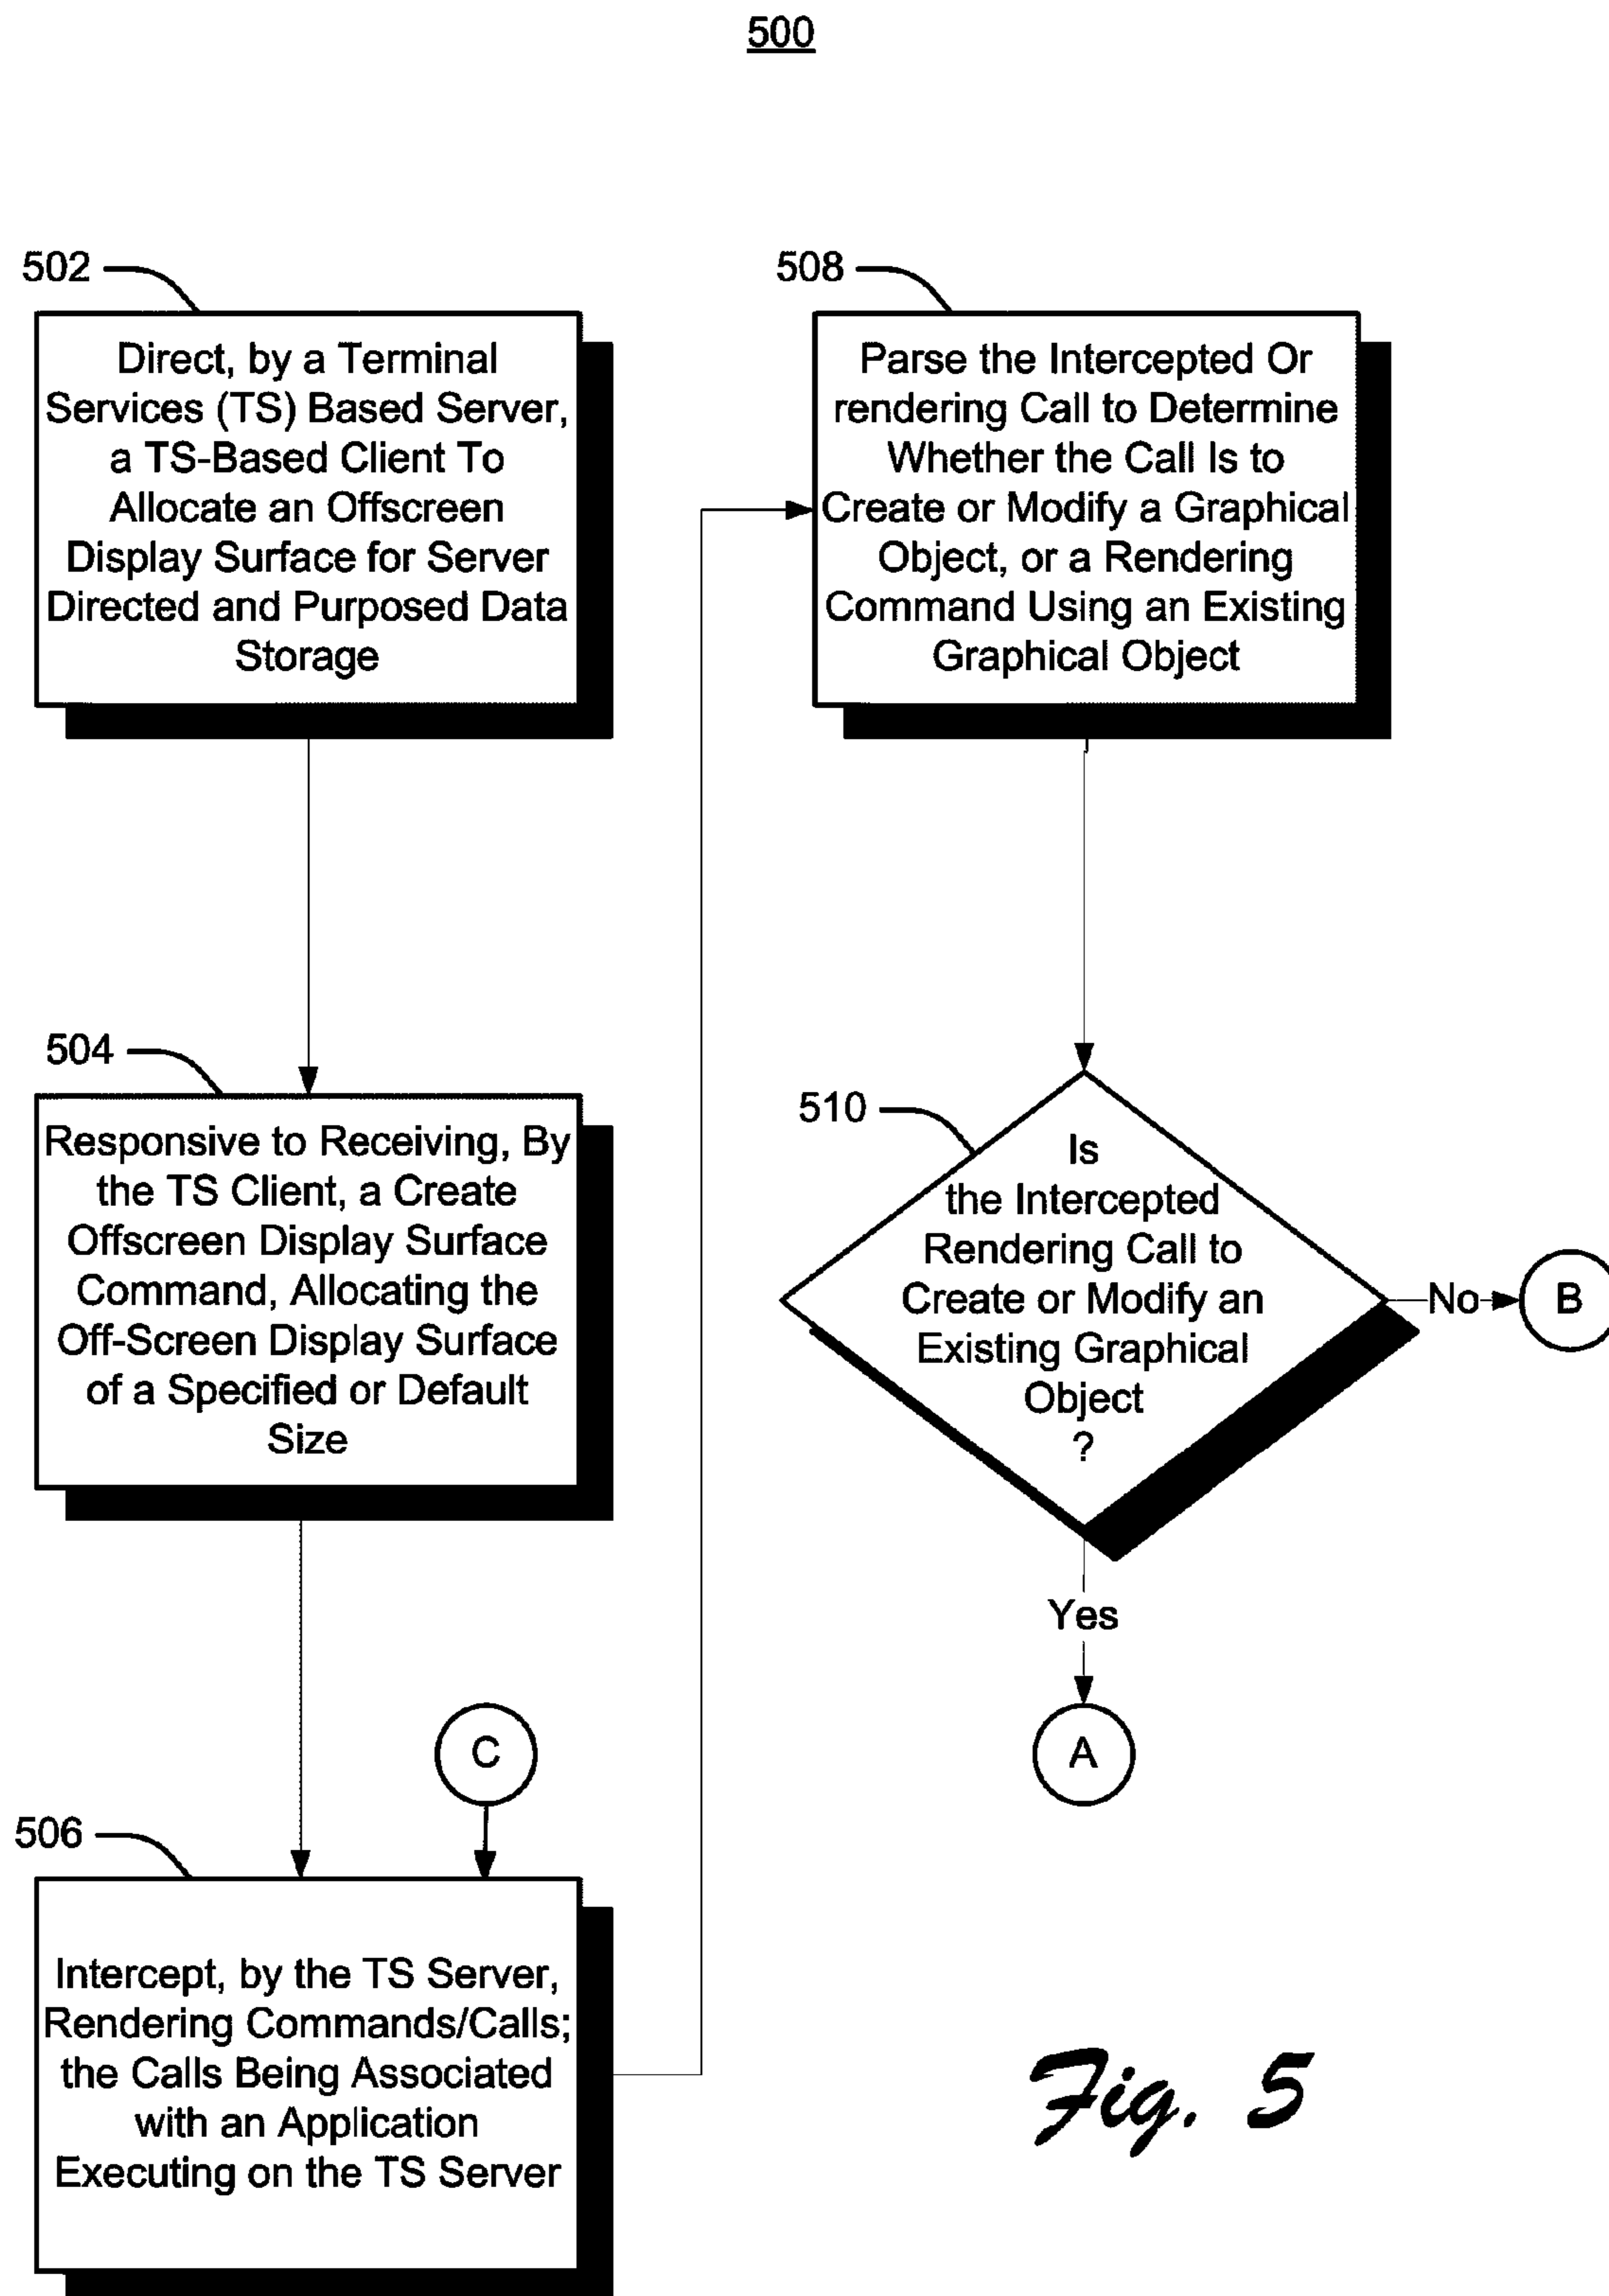 500
502
Direct, by a Terminal
Services (TS) Based Server,
a TS-Based Client To
Allocate an Offscreen
Display Surface for Server
Directed and Purposed Data
Storage
504
Responsive to Receiving, By
the TS Client, a Create
Offscreen Display Surface
Command, Allocating the
Off-Screen Display Surface
of a Specified or Default
Size
C
506
Intercept, by the TS Server,
Rendering Commands/Calls;
the Calls Being Associated
with an Application
Executing on the TS Server
508
Parse the Intercepted Or
rendering Call to Determine
Whether the Call Is to
Create or Modify a Graphical
Object, or a Rendering
Command Using an Existing
Graphical Object
510
Is
the Intercepted
Rendering Call to
Create or Modify an
Existing Graphical
Object
?
No
B
Yes
A
Fig. 5